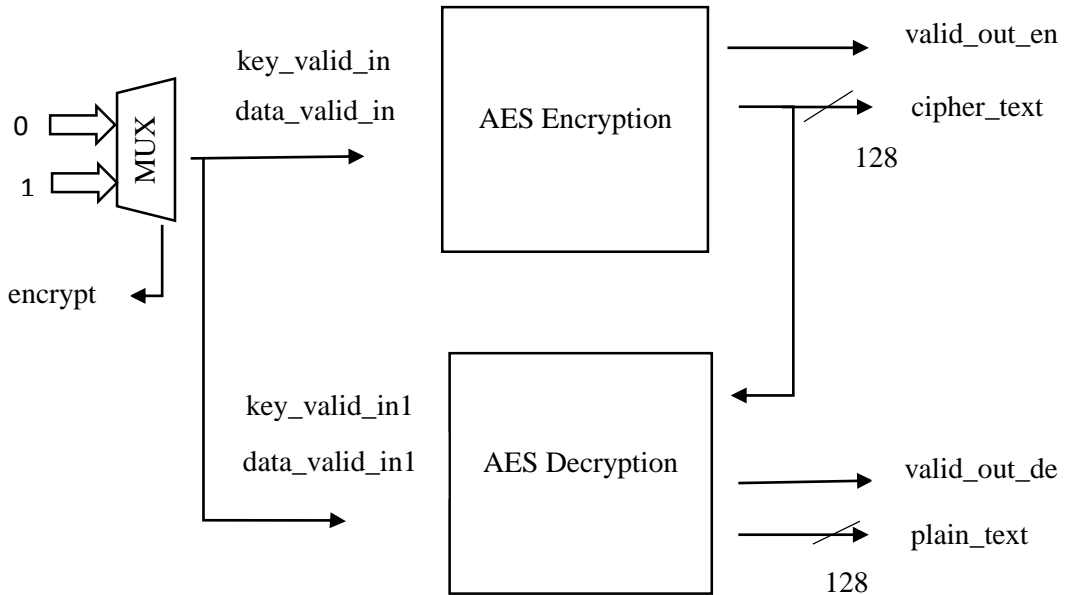 key_valid_in
data_valid_in
0
1
MUX
encrypt
AES Encryption
valid_out_en
cipher_text
128
key_valid_in1
data_valid_in1
AES Decryption
valid_out_de
plain_text
128